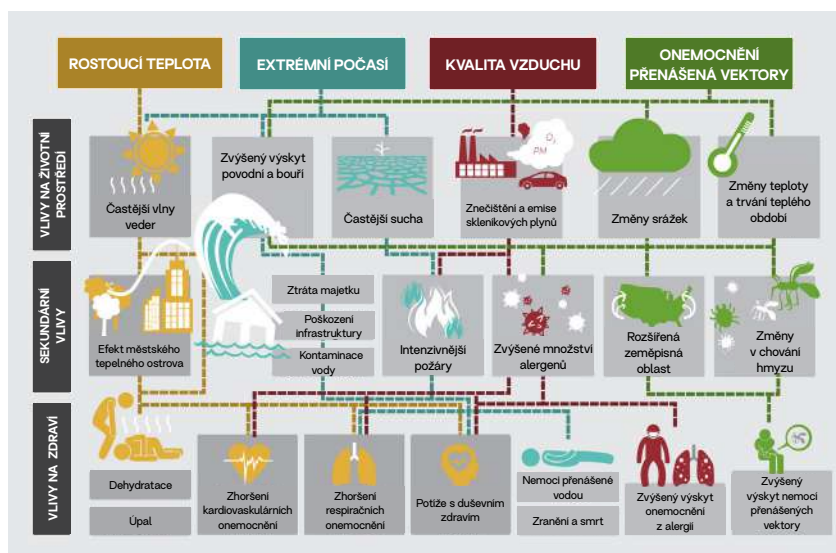 ROSTOUCÍ TEPLOTA
EXTRÉMNÍ POČASÍ
KVALITA VZDUCHU
ONEMOCNĚNÍ
PŘENÁŠENÁ VEKTORY
VLIVY NA ŽIVOTNÍ
PROSTŘEDÍ
Častější vlny
veder
Zvýšený výskyt
povodní a bouří
Častější sucha
O₃
PM
Znečištění a emise
skleníkových plynů
Změny srážek
Změny teploty
a trvání teplého
období
SEKUNDÁRNÍ
VLIVY
Efekt městského
tepelného ostrova
Ztráta majetku
Poškození
infrastruktury
Kontaminace
vody
Intenzivnější
požáry
Zvýšené množství
alergenů
Rozšířená
zeměpisná
oblast
Změny
v chování
hmyzu
VLIVY NA ZDRAVÍ
Dehydratace
Úpal
Zhoršení
kardiovaskulárních
onemocnění
Zhoršení
respiračních
onemocnění
Potíže s duševním
zdravím
Nemoci přenášené
vodou
Zranění a smrt
Zvýšený výskyt
onemocnění
z alergií
Zvýšený
výskyt nemocí
přenášených
vektory